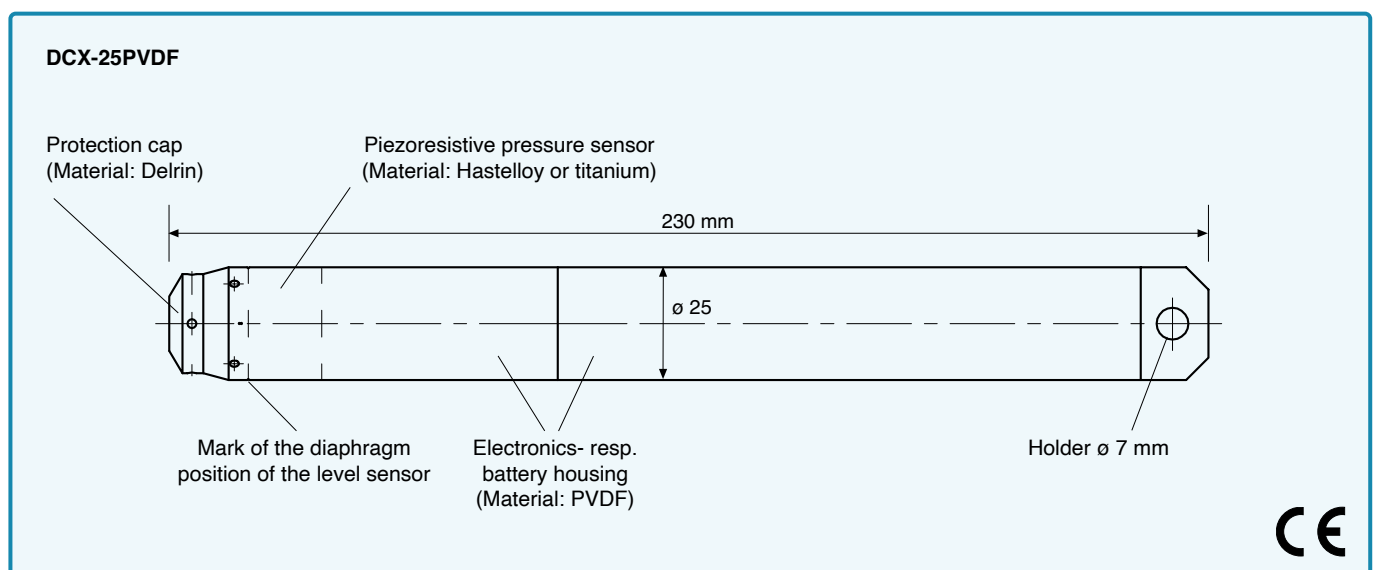 DCX-25PVDF
Protection cap
(Material: Delrin)
Piezoresistive pressure sensor
(Material: Hastelloy or titanium)
230 mm
ø 25
Mark of the diaphragm
position of the level sensor
Electronics- resp.
battery housing
(Material: PVDF)
Holder ø 7 mm
CE